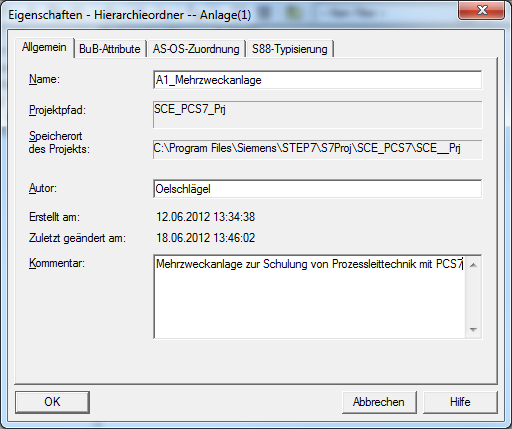 Eigenschaften - Hierarchieordner -- Anlage(1)
Allgemein BuB-Attribute AS-OS-Zuordnung S88-Typisierung
Name: A1_Mehrzweckanlage
Projektpfad: SCE_PCS7_Prj
Speicherort
des Projekts: C:\Program Files\Siemens\STEP7\S7Proj\SCE_PCS7\SCE__Prj
Autor: Oelschlägel
Erstellt am: 12.06.2012 13:34:38
Zuletzt geändert am: 18.06.2012 13:46:02
Kommentar: Mehrzweckanlage zur Schulung von Prozessleittechnik mit PCS7
OK Abbrechen Hilfe